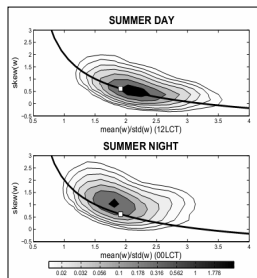 SUMMER DAY
3
2.5
2
1.5
1
0.5
0
-0.5
skew(w)
0.5 1 1.5 2 2.5 3 3.5 4
mean(w)/std(w) (12LCT)
SUMMER NIGHT
3
2.5
2
1.5
1
0.5
0
-0.5
skew(w)
0.5 1 1.5 2 2.5 3 3.5 4
mean(w)/std(w) (00LCT)
0.02 0.032 0.056 0.1 0.178 0.316 0.562 1 1.778